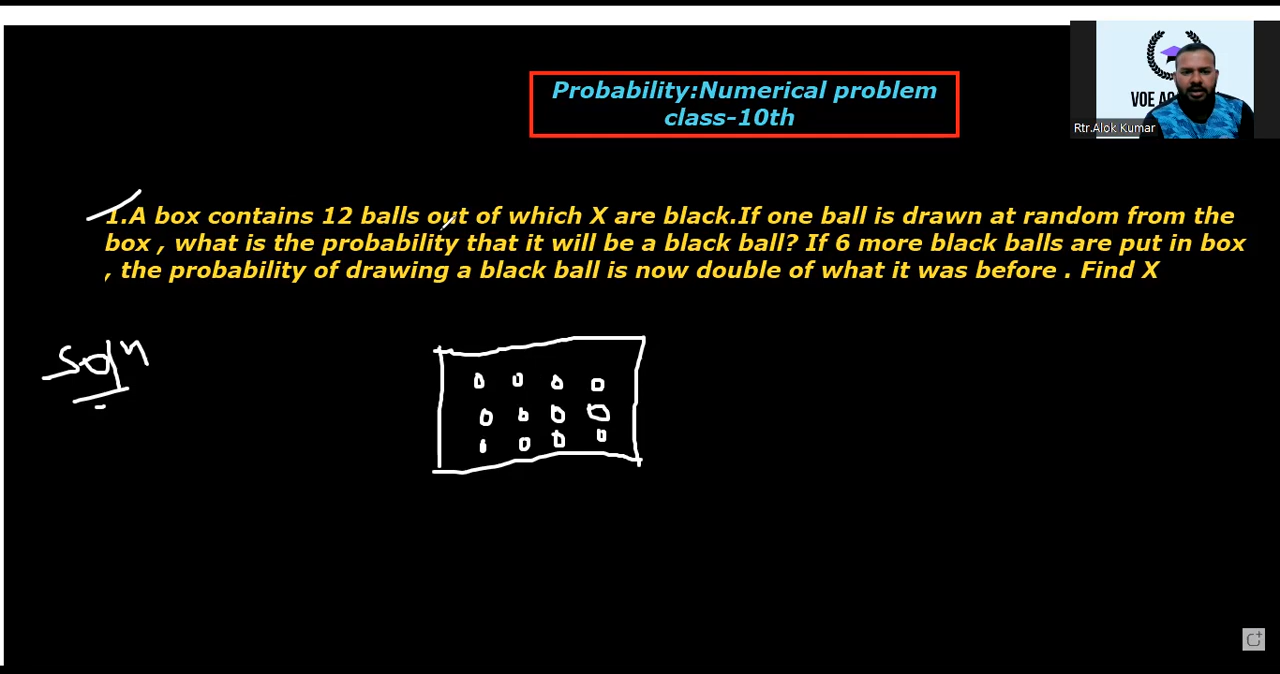 Probability:Numerical problem
class-10th
VOE AC
Rtr.Alok Kumar
1.A box contains 12 balls out of which X are black.If one ball is drawn at random from the
box , what is the probability that it will be a black ball? If 6 more black balls are put in box
, the probability of drawing a black ball is now double of what it was before . Find X
Solⁿ